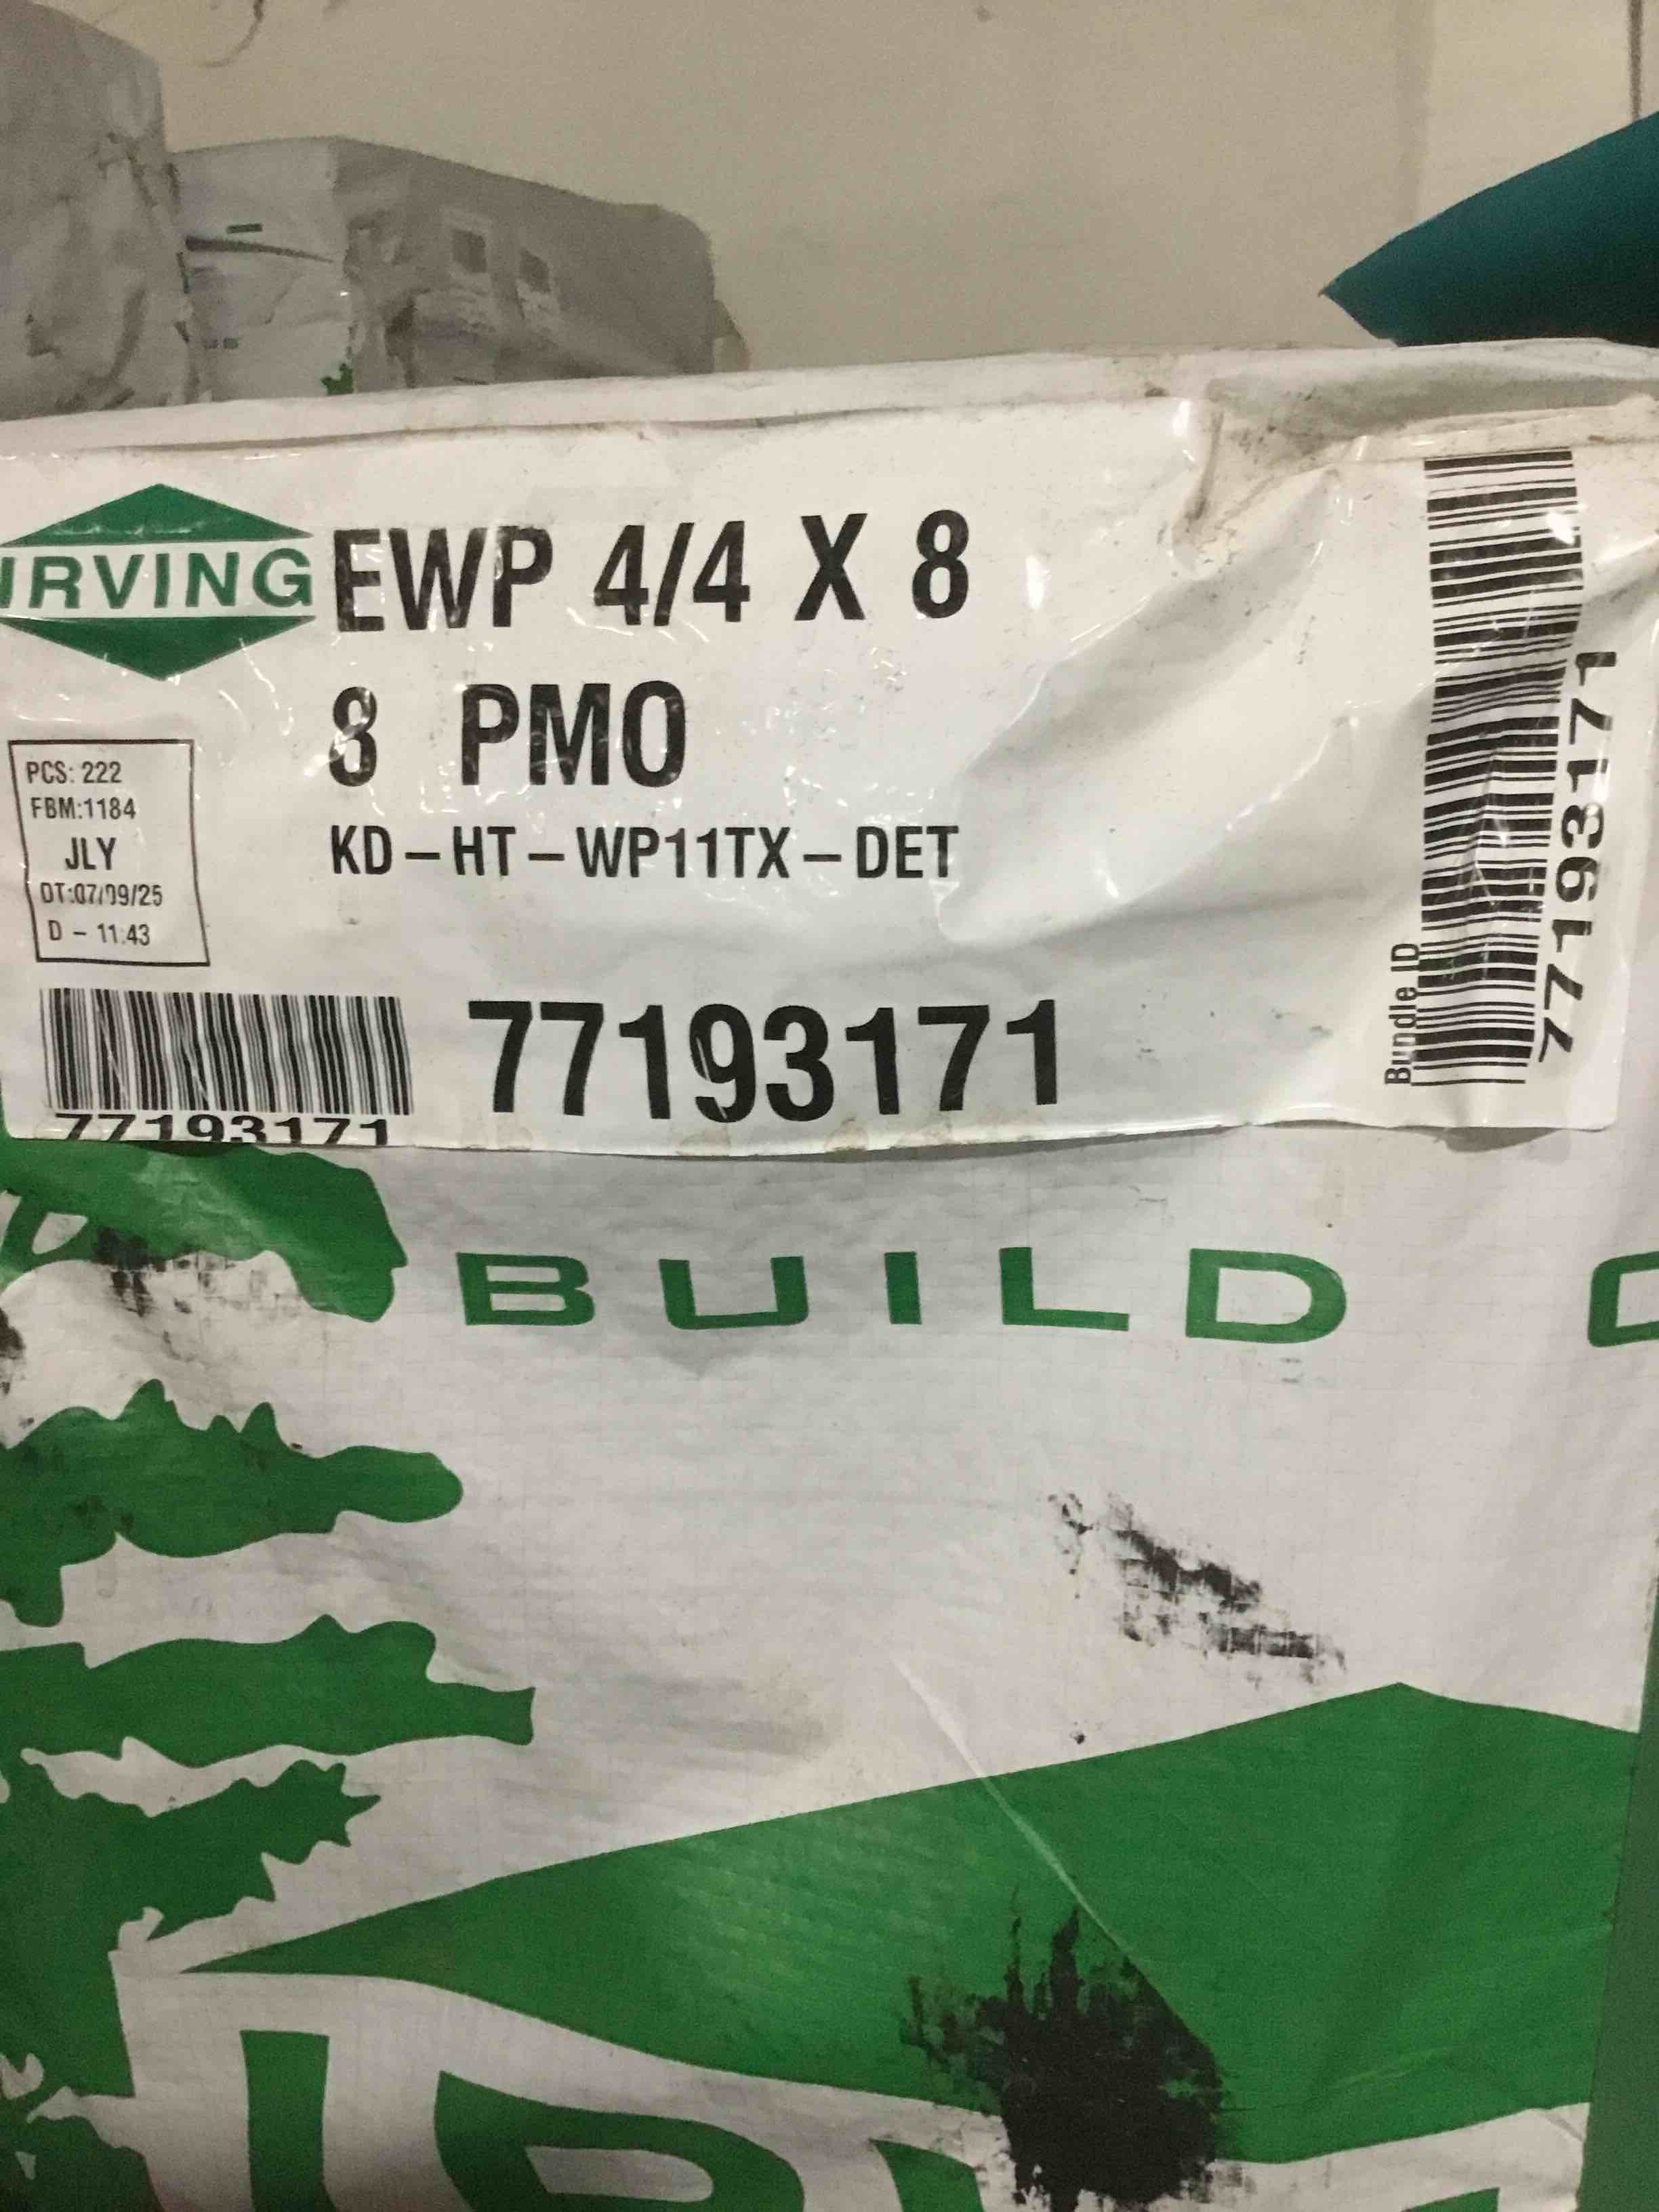 IRVING
EWP 4/4 X 8
8 PMO
KD-HT-WP11TX-DET
PCS: 222
FBM:1184
JLY
DT:07/09/25
D - 11:43
77193171
77193171
Bundle ID
77193171
BUILD